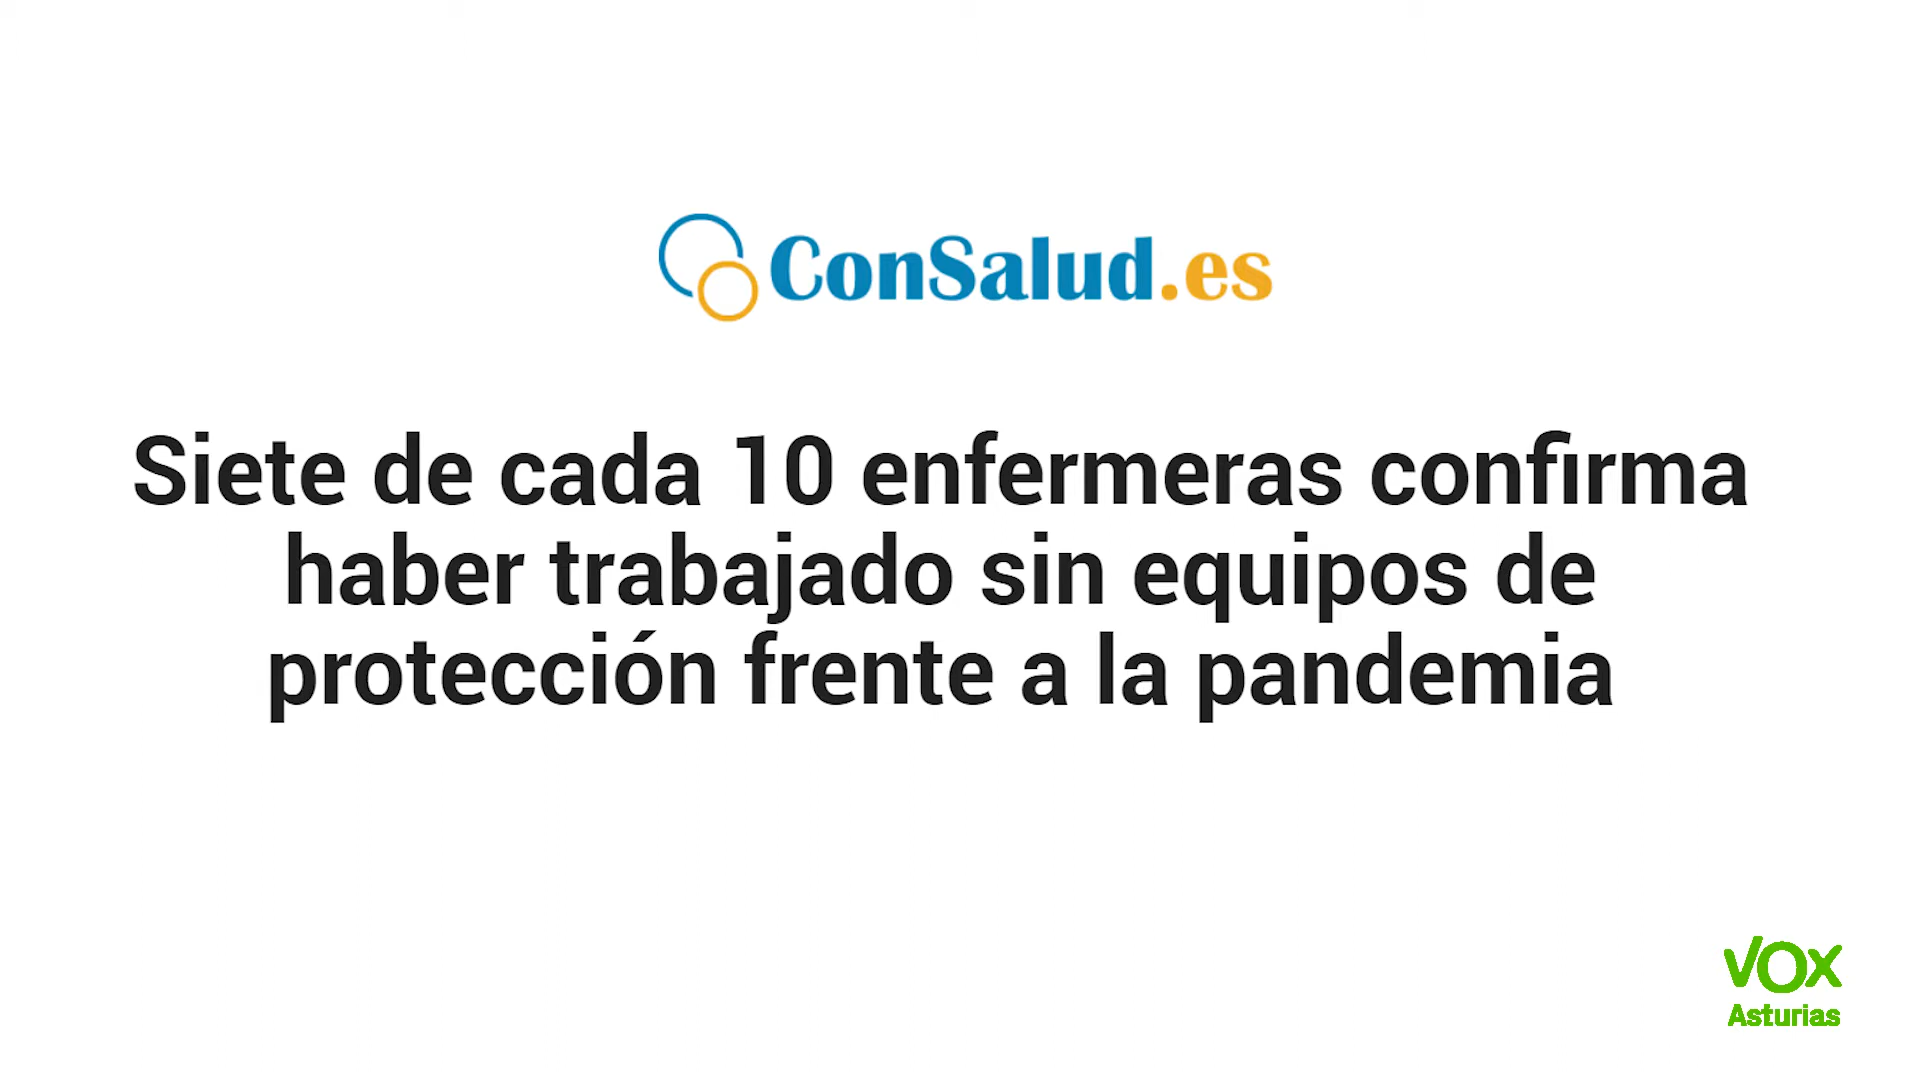 ConSalud.es
Siete de cada 10 enfermeras confirma
haber trabajado sin equipos de
protección frente a la pandemia
VOX
Asturias